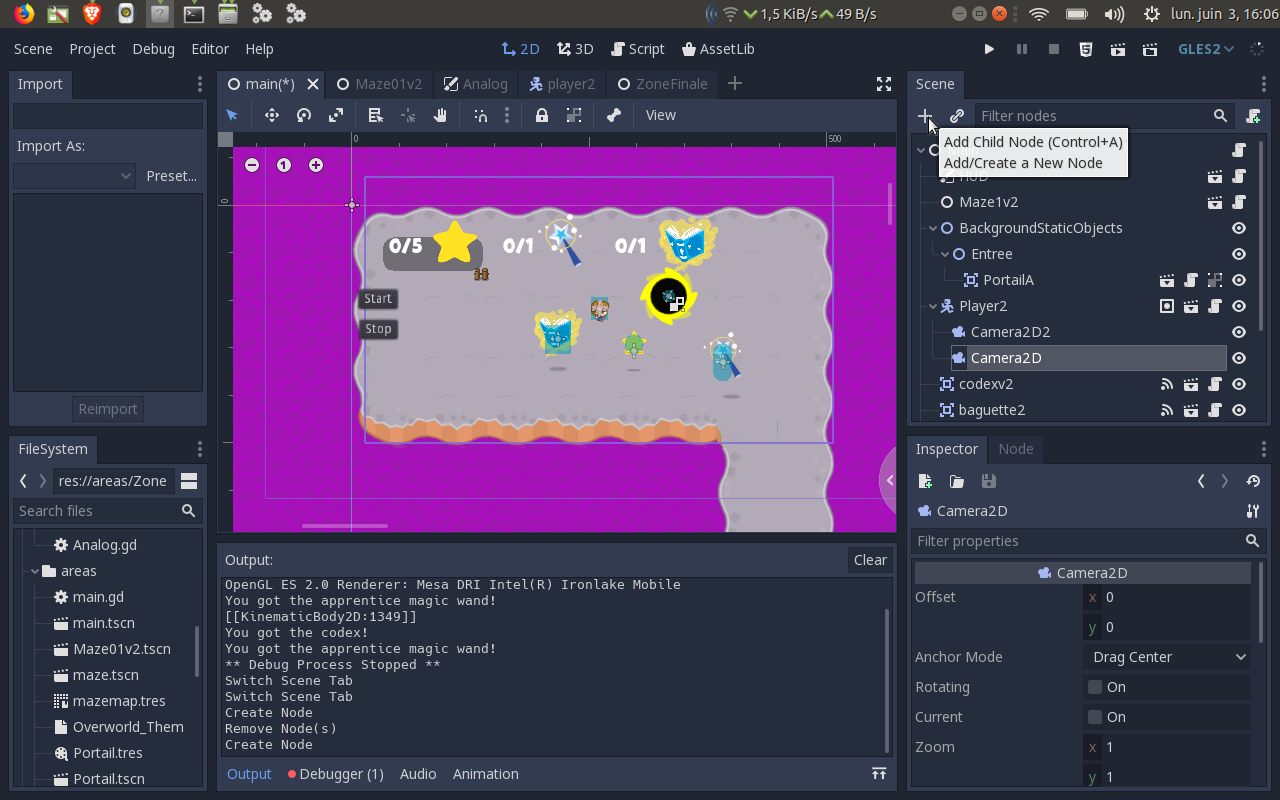 1,5 KiB/s 49 B/s
lun. juin 3, 16:06
Scene Project Debug Editor Help
2D 3D Script AssetLib
GLES2
Import
main(*) Maze01v2 Analog player2 ZoneFinale
Scene
View
Filter nodes
Import As:
Preset...
Reimport
0 500
0
1
0/5 0/1 0/1
Start
Stop
Add Child Node (Control+A)
Add/Create a New Node
HUD
Maze1v2
BackgroundStaticObjects
Entree
PortailA
Player2
Camera2D2
Camera2D
codexv2
baguette2
FileSystem
res://areas/Zone
Search files
Analog.gd
areas
main.gd
main.tscn
Maze01v2.tscn
maze.tscn
mazemap.tres
Overworld_Them
Portail.tres
Portail.tscn
Output:
Clear
OpenGL ES 2.0 Renderer: Mesa DRI Intel(R) Ironlake Mobile
You got the apprentice magic wand!
[[KinematicBody2D:1349]]
You got the codex!
You got the apprentice magic wand!
** Debug Process Stopped **
Switch Scene Tab
Switch Scene Tab
Create Node
Remove Node(s)
Create Node
Output Debugger (1) Audio Animation
Inspector Node
Camera2D
Filter properties
Camera2D
Offset x 0
y 0
Anchor Mode Drag Center
Rotating On
Current On
Zoom x 1
y 1